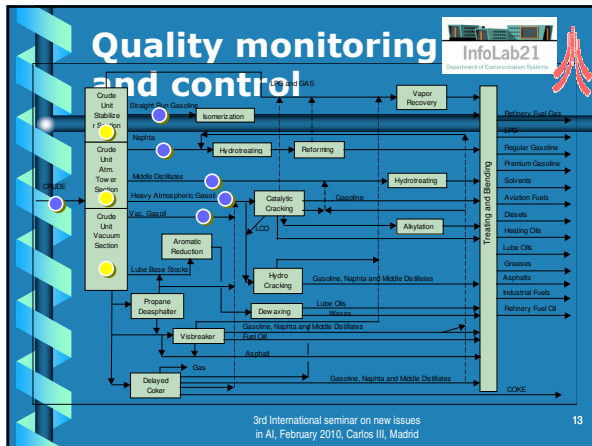 Quality monitoring
and control
InfoLab21
Department of Communication Systems
LPG and GAS
Crude
Unit
Stabilize
r Section
Straight Run Gasoline
Isomerization
Vapor
Recovery
Refinery Fuel Gas
LPG
Naphta
Hydrotreating
Reforming
Regular Gasoline
Crude
Unit
Atm.
Tower
Section
Premium Gasoline
Middle Distillates
Hydrotreating
Solvents
CRUDE
Heavy Atmospheric Gasoil
Catalytic
Cracking
Gasoline
Aviation Fuels
Treating and Blending
Vac. Gasoil
Diesels
Crude
Unit
Vacuum
Section
Alkylation
LCO
Heating Oils
Aromatic
Reduction
Lube Oils
Lube Base Stocks
Hydro
Cracking
Gasoline, Naphta and Middle Distillates
Greases
Asphalts
Propane
Deasphalter
Dewaxing
Lube Oils
Waxes
Industrial Fuels
Refinery Fuel Oil
Visbreaker
Gasoline, Naphta and Middle Distillates
Fuel Oil
Asphalt
Gas
Delayed
Coker
Gasoline, Naphta and Middle Distillates
COKE
3rd International seminar on new issues
in AI, February 2010, Carlos III, Madrid
13